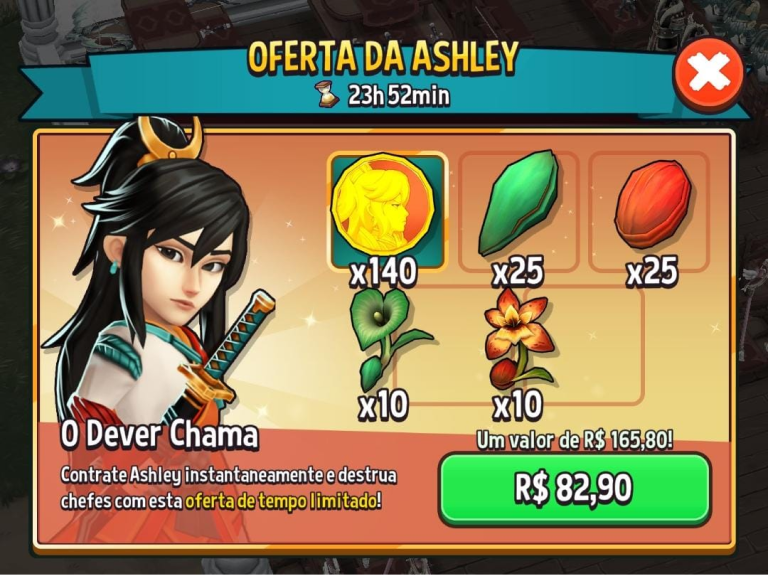 OFERTA DA ASHLEY
23h 52min
x140
x25
x25
x10
x10
O Dever Chama
Contrate Ashley instantaneamente e destrua
chefes com esta oferta de tempo limitado!
Um valor de R$ 165,80!
R$ 82,90